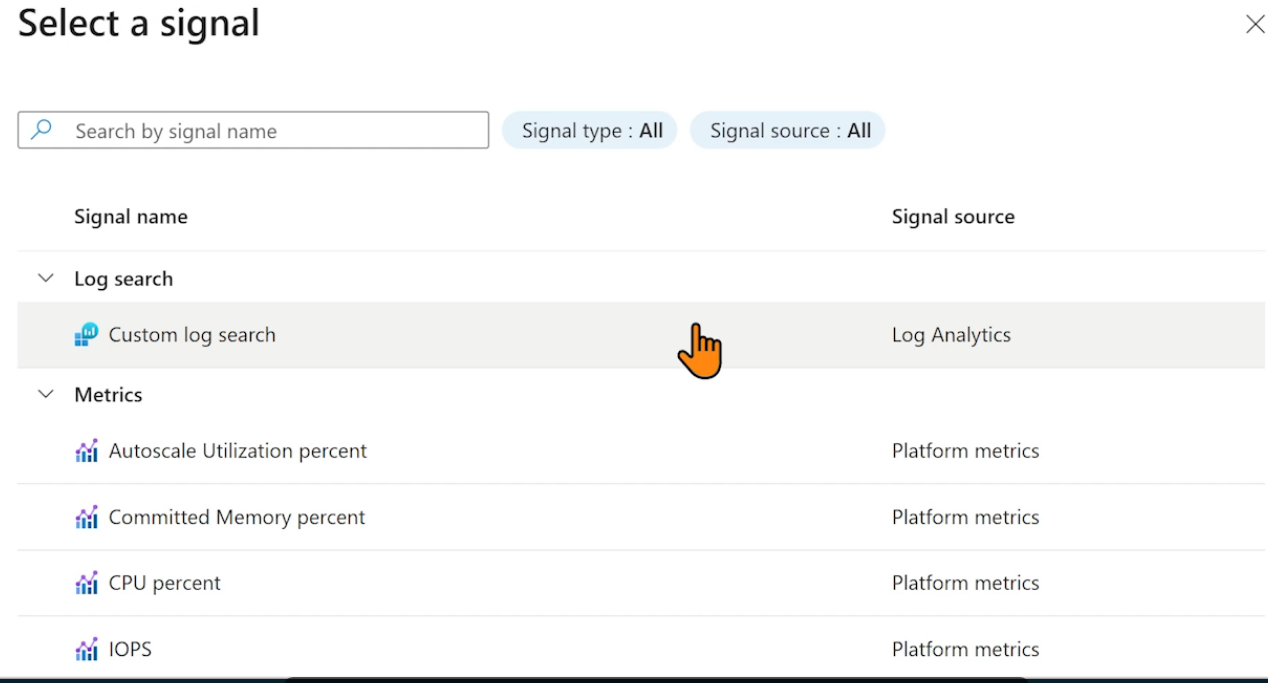 Select a signal
Search by signal name
Signal type : All
Signal source : All
Signal name
Signal source
Log search
Custom log search
Log Analytics
Metrics
Autoscale Utilization percent
Platform metrics
Committed Memory percent
Platform metrics
CPU percent
Platform metrics
IOPS
Platform metrics